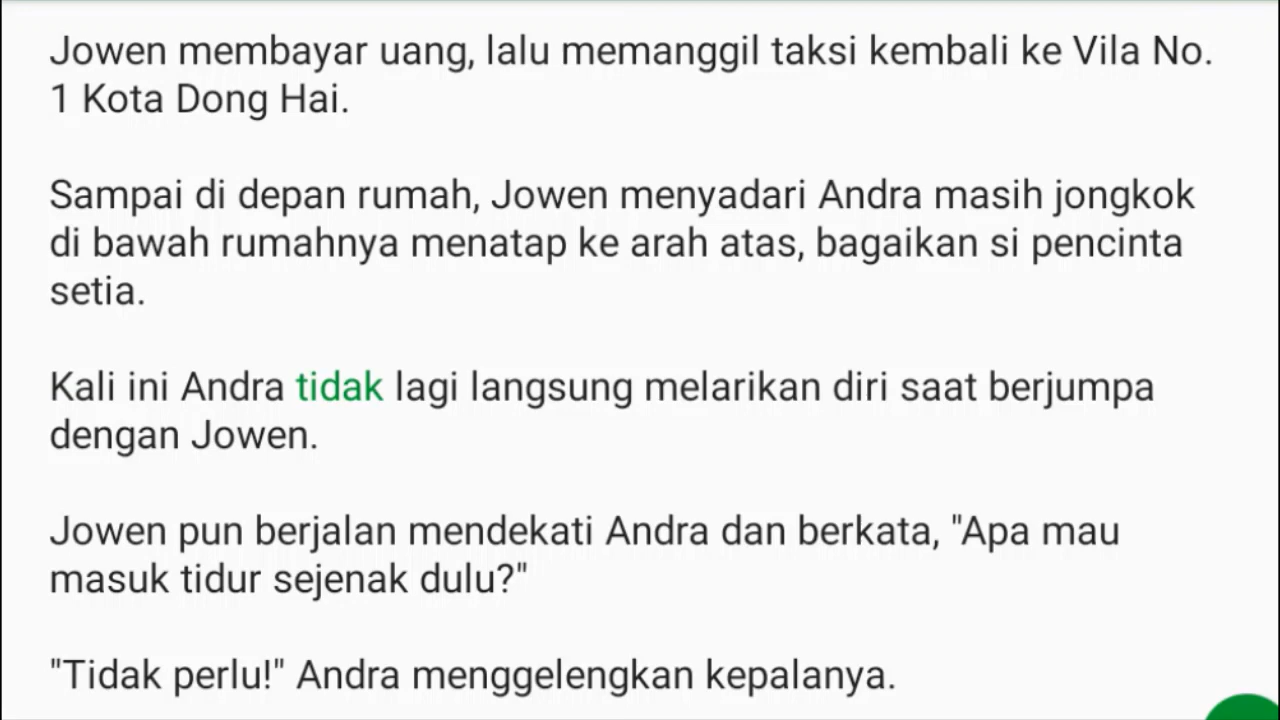 Jowen membayar uang, lalu memanggil taksi kembali ke Vila No.
1 Kota Dong Hai.
Sampai di depan rumah, Jowen menyadari Andra masih jongkok
di bawah rumahnya menatap ke arah atas, bagaikan si pencinta
setia.
Kali ini Andra tidak lagi langsung melarikan diri saat berjumpa
dengan Jowen.
Jowen pun berjalan mendekati Andra dan berkata, "Apa mau
masuk tidur sejenak dulu?"
"Tidak perlu!" Andra menggelengkan kepalanya.